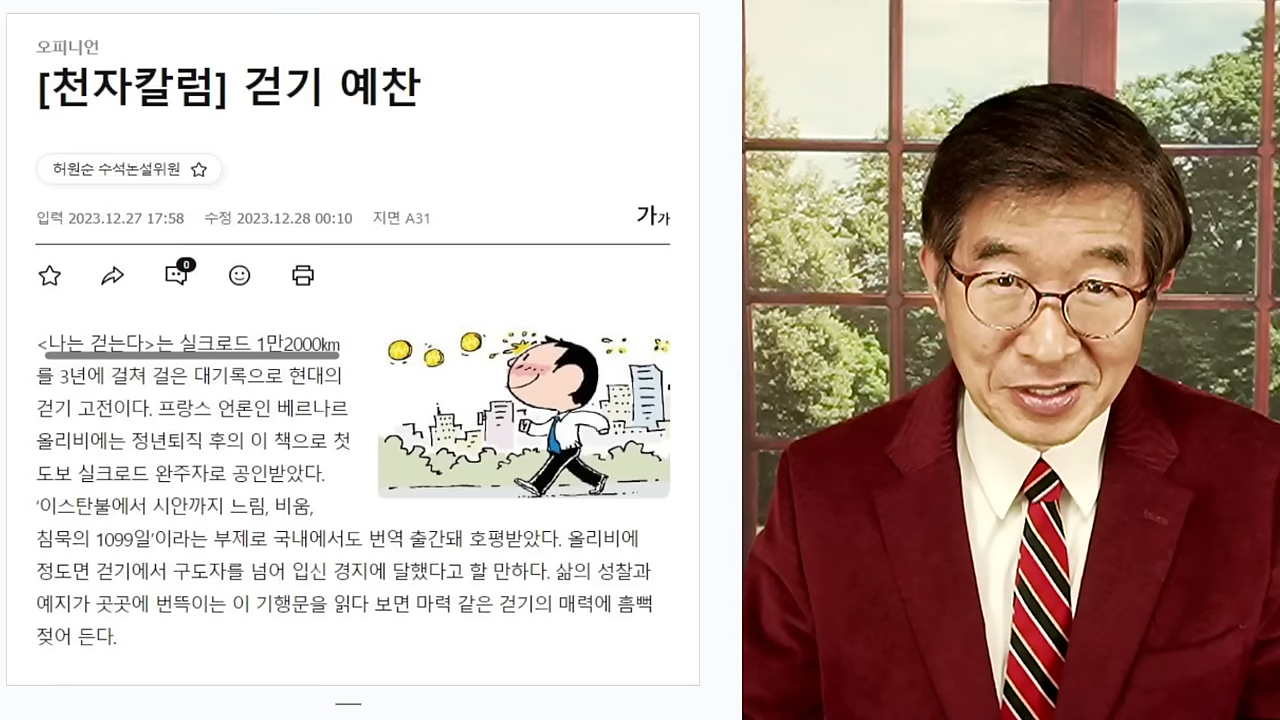 오피니언
[천자칼럼] 걷기 예찬
허원순 수석논설위원
입력 2023.12.27 17:58 수정 2023.12.28 00:10 지면 A31
가가
0
<나는 걷는다>는 실크로드 1만2000km
를 3년에 걸쳐 걸은 대기록으로 현대의
걷기 고전이다. 프랑스 언론인 베르나르
올리비에는 정년퇴직 후의 이 책으로 첫
도보 실크로드 완주자로 공인받았다.
‘이스탄불에서 시안까지 느림, 비움,
침묵의 1099일’이라는 부제로 국내에서도 번역 출간돼 호평받았다. 올리비에
정도면 걷기에서 구도자를 넘어 입신 경지에 달했다고 할 만하다. 삶의 성찰과
예지가 곳곳에 번뜩이는 이 기행문을 읽다 보면 마력 같은 걷기의 매력에 흠뻑
젖어 든다.